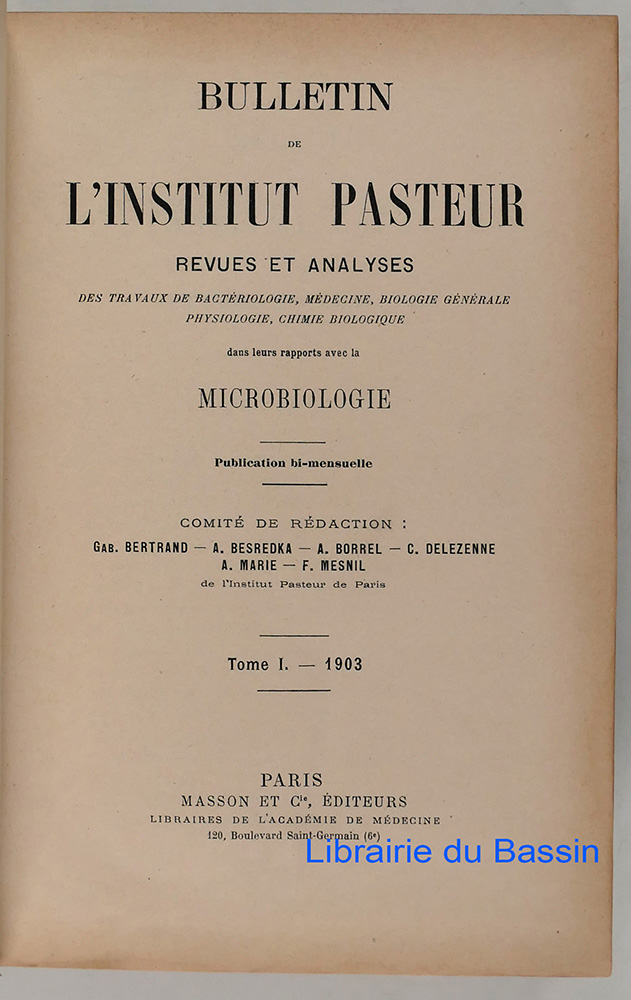 BULLETIN
DE
L'INSTITUT PASTEUR
REVUES ET ANALYSES
DES TRAVAUX DE BACTÉRIOLOGIE, MÉDECINE, BIOLOGIE GÉNÉRALE
PHYSIOLOGIE, CHIMIE BIOLOGIQUE
dans leurs rapports avec la
MICROBIOLOGIE
Publication bi-mensuelle
COMITÉ DE RÉDACTION :
GAB. BERTRAND — A. BESREDKA — A. BORREL — C. DELEZENNE
A. MARIE — F. MESNIL
de l'Institut Pasteur de Paris
Tome I. — 1903
PARIS
MASSON ET Cie, ÉDITEURS
LIBRAIRES DE L'ACADÉMIE DE MÉDECINE
120, Boulevard Saint-Germain (6e)
Librairie du Bassin